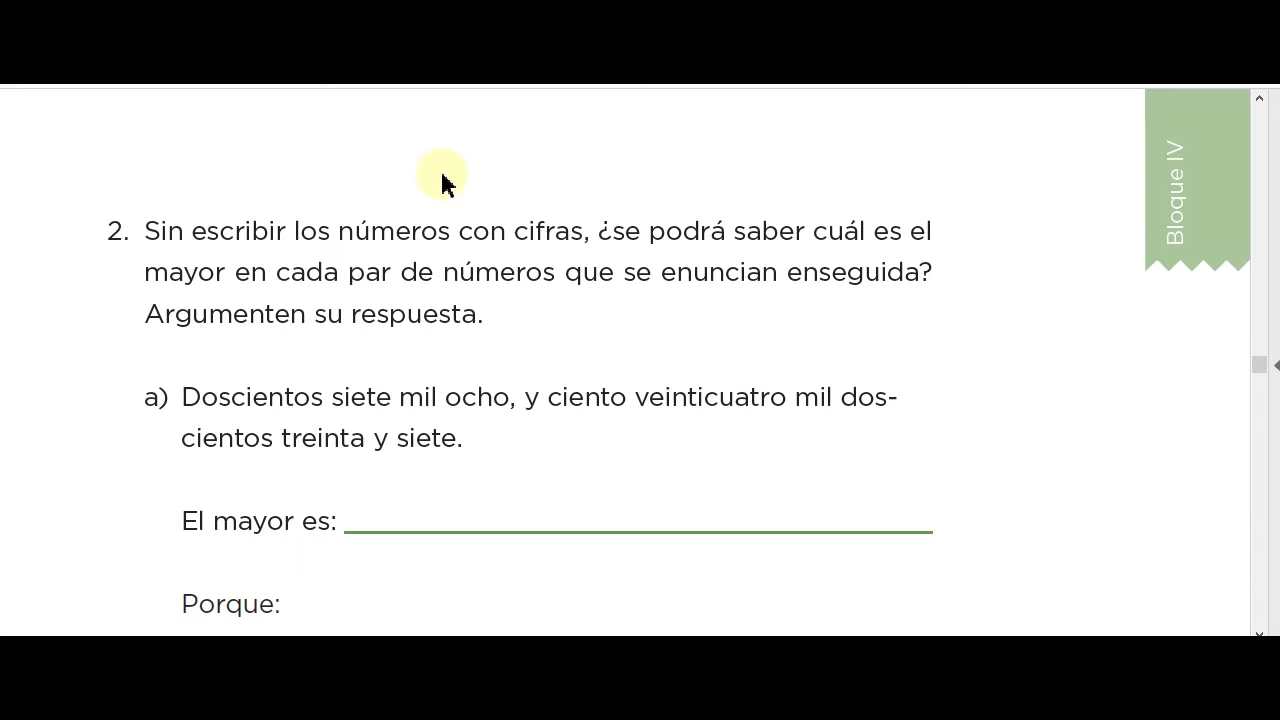 Bloque IV
2. Sin escribir los números con cifras, ¿se podrá saber cuál es el
mayor en cada par de números que se enuncian enseguida?
Argumenten su respuesta.
a) Doscientos siete mil ocho, y ciento veinticuatro mil dos-
cientos treinta y siete.
El mayor es:
Porque: